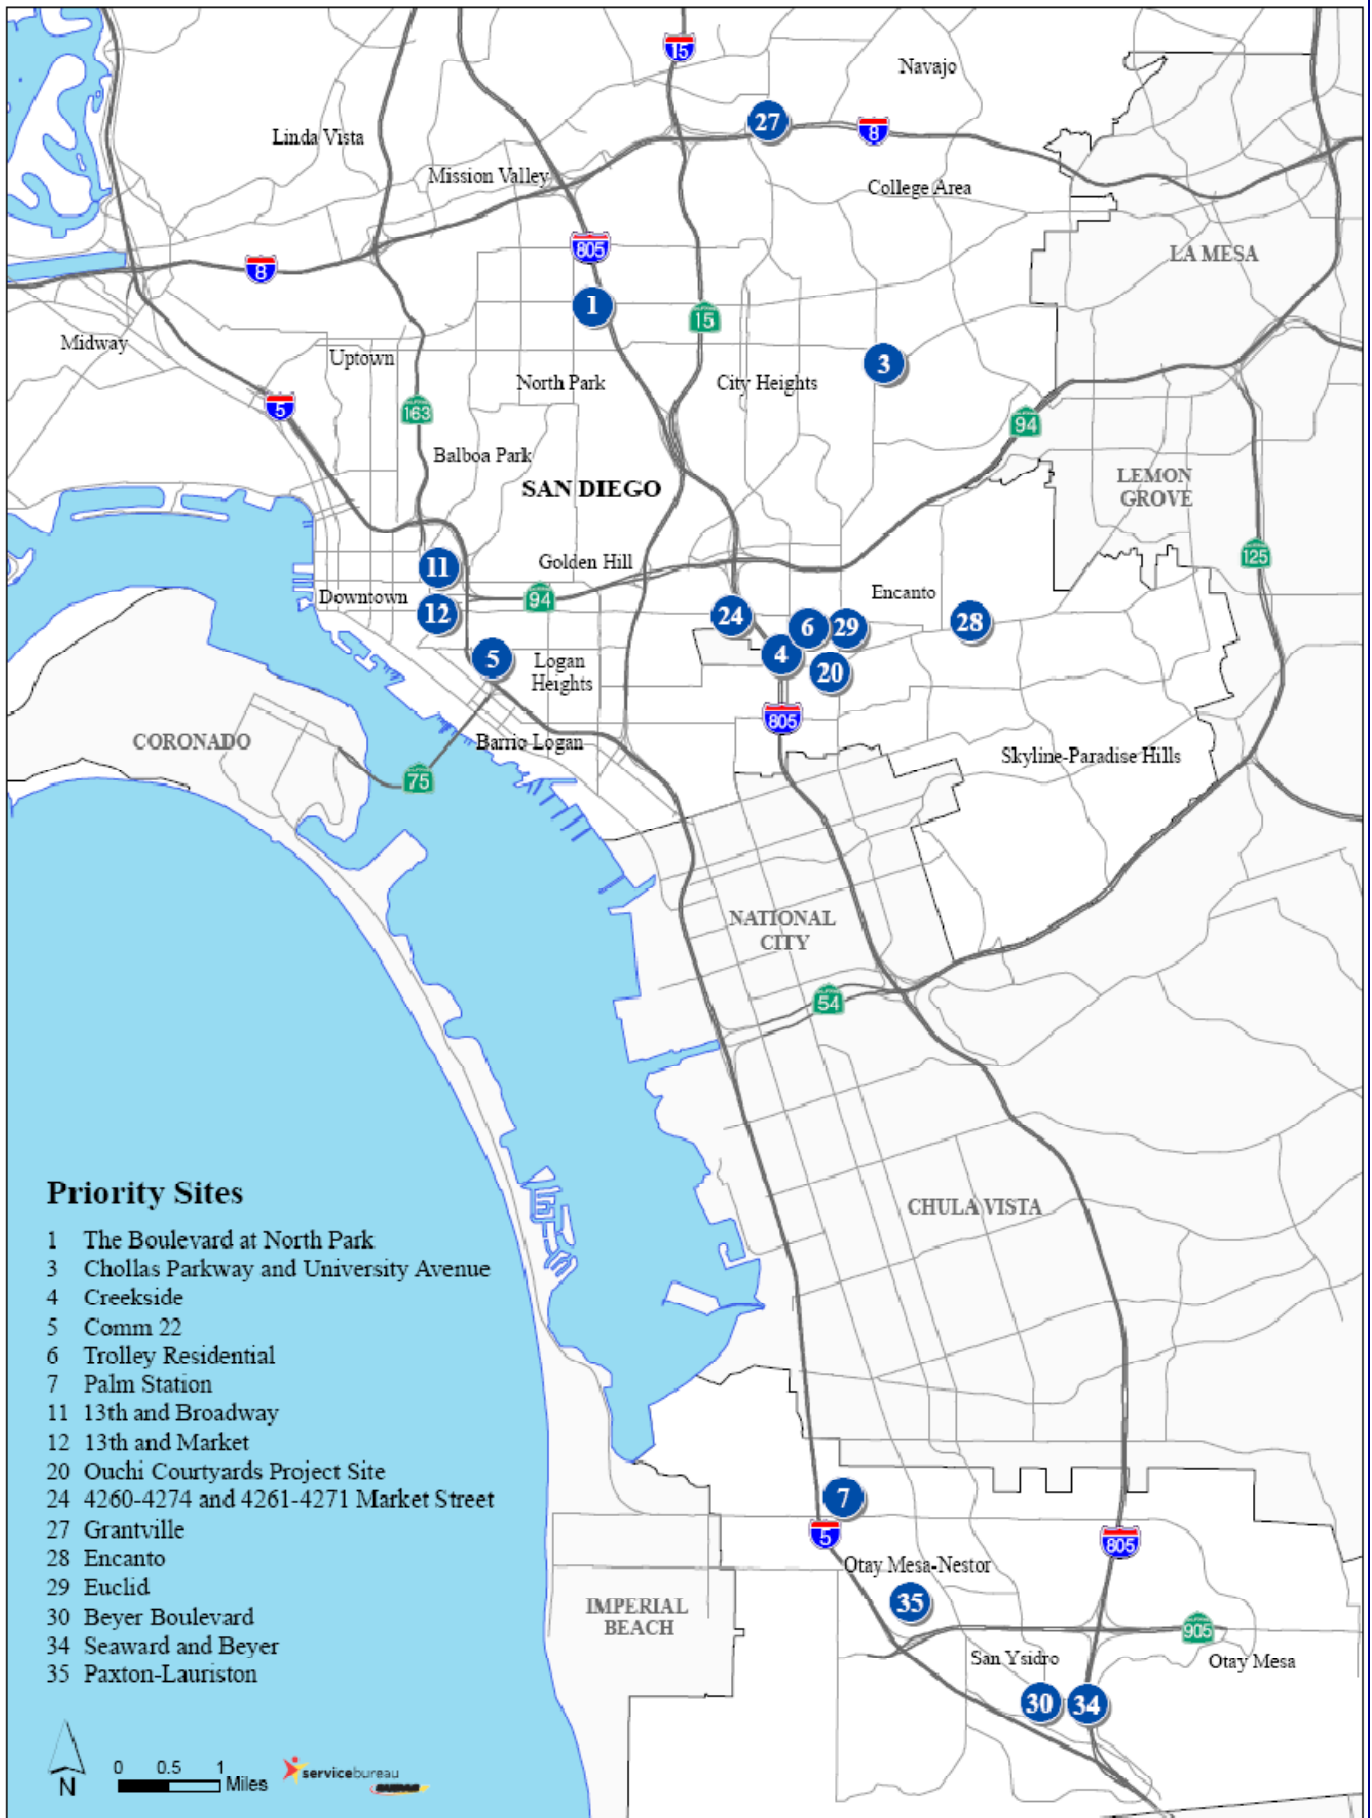 15
Navajo
27
8
Linda Vista
Mission Valley
College Area
805
LA MESA
8
1
15
Midway
Uptown
3
North Park
City Heights
5
163
94
Balboa Park
SAN DIEGO
LEMON
GROVE
125
11
Golden Hill
Downtown
94
Encanto
12
24
6
29
28
5
4
20
Logan
Heights
805
CORONADO
Barrio Logan
Skyline-Paradise Hills
75
NATIONAL
CITY
54
CHULA VISTA
Priority Sites
1 The Boulevard at North Park
3 Chollas Parkway and University Avenue
4 Creekside
5 Comm 22
6 Trolley Residential
7 Palm Station
11 13th and Broadway
12 13th and Market
20 Ouchi Courtyards Project Site
24 4260-4274 and 4261-4271 Market Street
27 Grantville
28 Encanto
29 Euclid
30 Beyer Boulevard
34 Seaward and Beyer
35 Paxton-Lauriston
7
5
805
Otay Mesa-Nestor
35
IMPERIAL
BEACH
905
San Ysidro
Otay Mesa
30
34
N
0 0.5 1
Miles
servicebureau